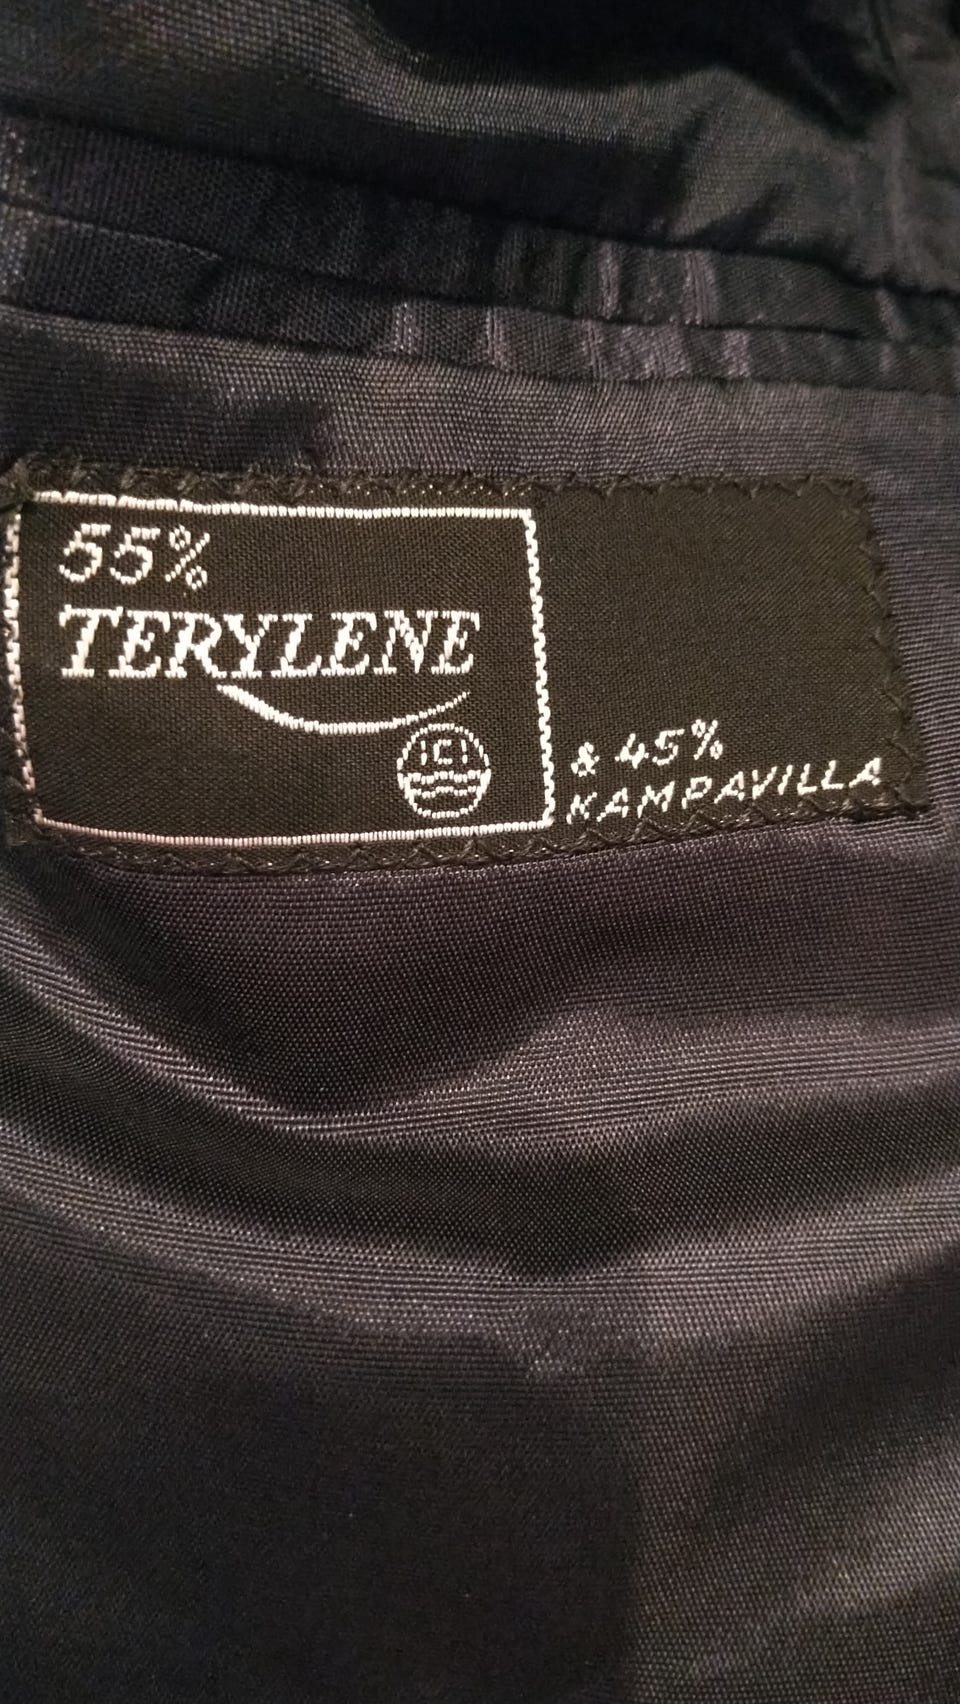 55%
TERYLENE
ICI
& 45%
KAMPAVILLA